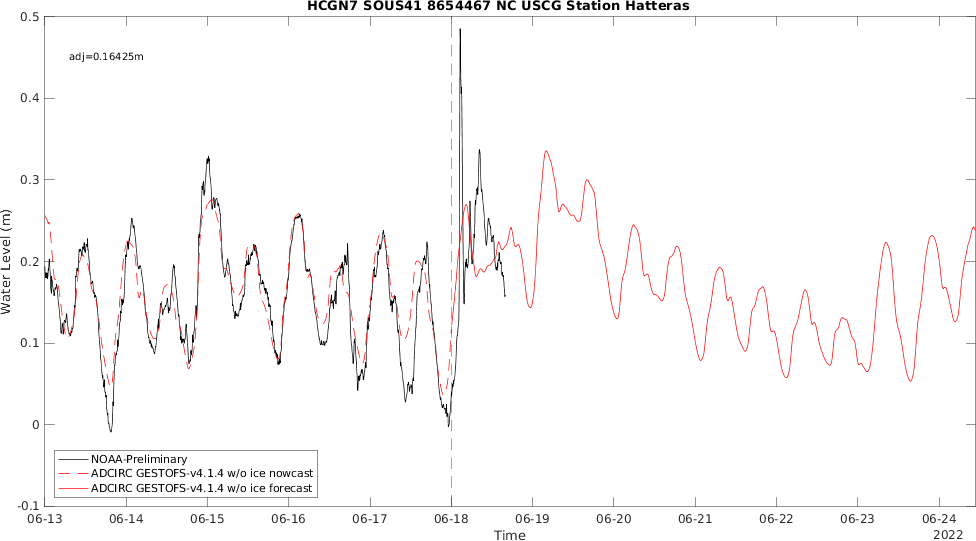 HCGN7 SOUS41 8654467 NC USCG Station Hatteras
adj=0.16425m
Water Level (m)
0.5
0.4
0.3
0.2
0.1
0
-0.1
NOAA-Preliminary
ADCIRC GESTOFS-v4.1.4 w/o ice nowcast
ADCIRC GESTOFS-v4.1.4 w/o ice forecast
06-13 06-14 06-15 06-16 06-17 06-18 06-19 06-20 06-21 06-22 06-23 06-24
Time
2022